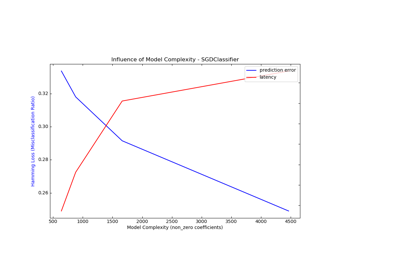 Influence of Model Complexity - SGDClassifier
prediction error
latency
0.32
0.30
0.28
0.26
Hamming Loss (Misclassification Ratio)
500 1000 1500 2000 2500 3000 3500 4000 4500
Model Complexity (non_zero coefficients)